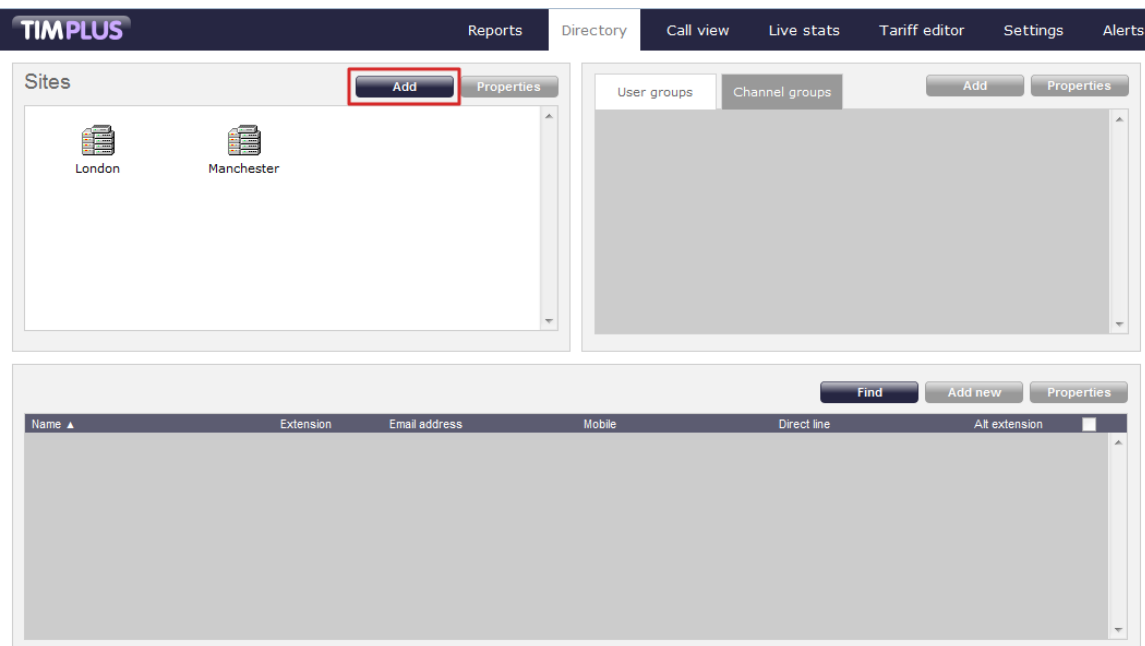 TIMPLUS
Reports Directory Call view Live stats Tariff editor Settings Alerts
Sites Add Properties
London Manchester
User groups Channel groups Add Properties
Find Add new Properties
Name ▲ Extension Email address Mobile Direct line Alt extension